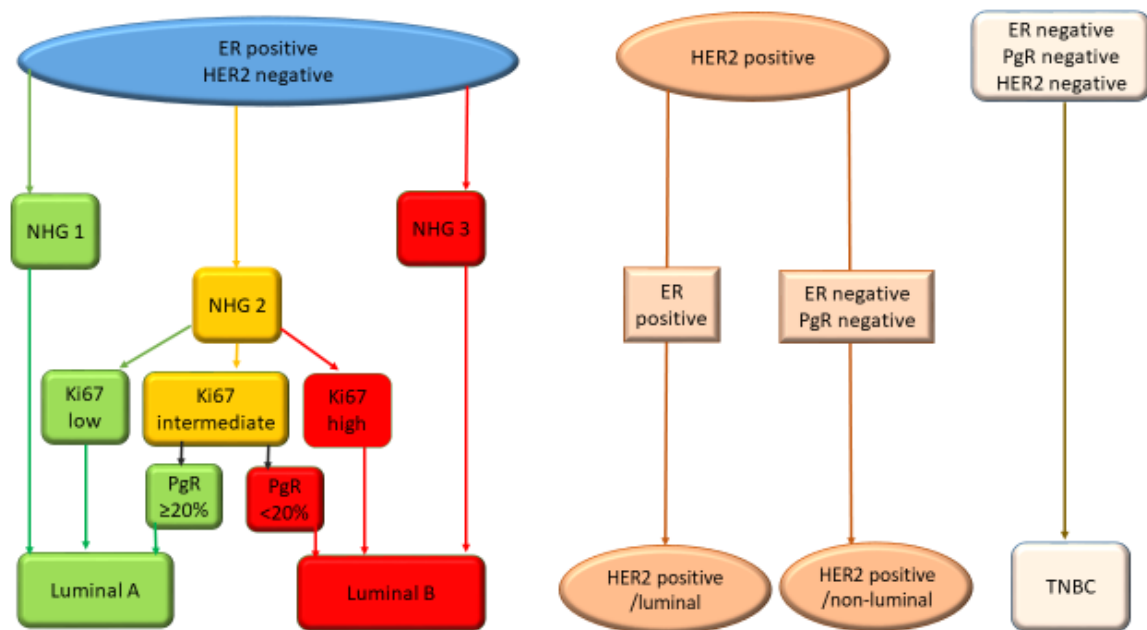 ER positive
HER2 negative
HER2 positive
ER negative
PgR negative
HER2 negative
NHG 1
NHG 3
NHG 2
ER
positive
ER negative
PgR negative
Ki67
low
Ki67
intermediate
Ki67
high
PgR
≥20%
PgR
<20%
Luminal A
Luminal B
HER2 positive
/luminal
HER2 positive
/non-luminal
TNBC